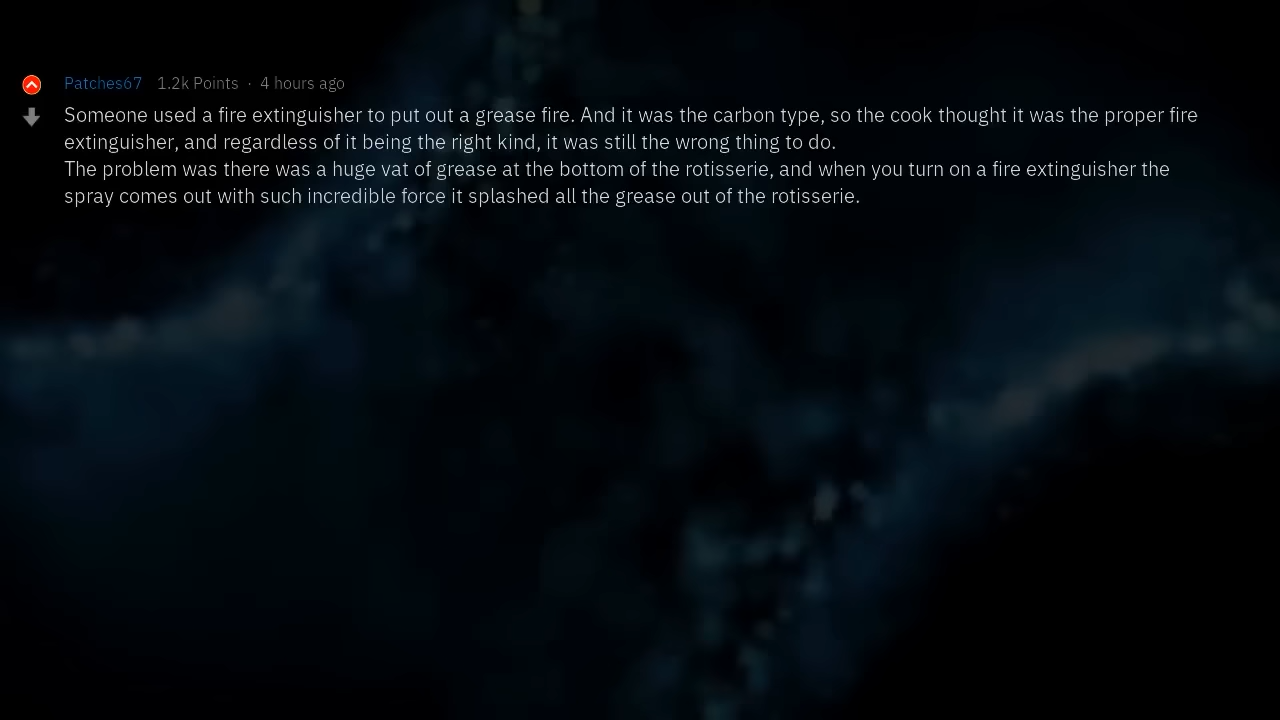 Patches67 1.2k Points · 4 hours ago
Someone used a fire extinguisher to put out a grease fire. And it was the carbon type, so the cook thought it was the proper fire
extinguisher, and regardless of it being the right kind, it was still the wrong thing to do.
The problem was there was a huge vat of grease at the bottom of the rotisserie, and when you turn on a fire extinguisher the
spray comes out with such incredible force it splashed all the grease out of the rotisserie.